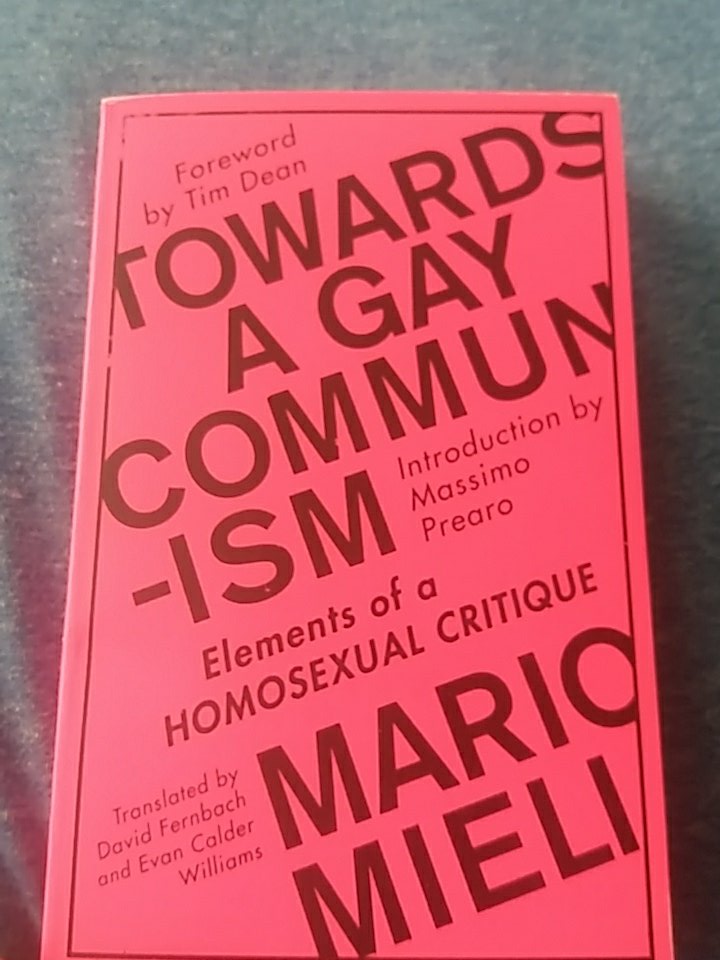 Foreword
by Tim Dean
TOWARDS
A GAY
COMMUN
-ISM
Introduction by
Massimo
Prearo
Elements of a
HOMOSEXUAL CRITIQUE
MARIO
MIELI
Translated by
David Fernbach
and Evan Calder
Williams